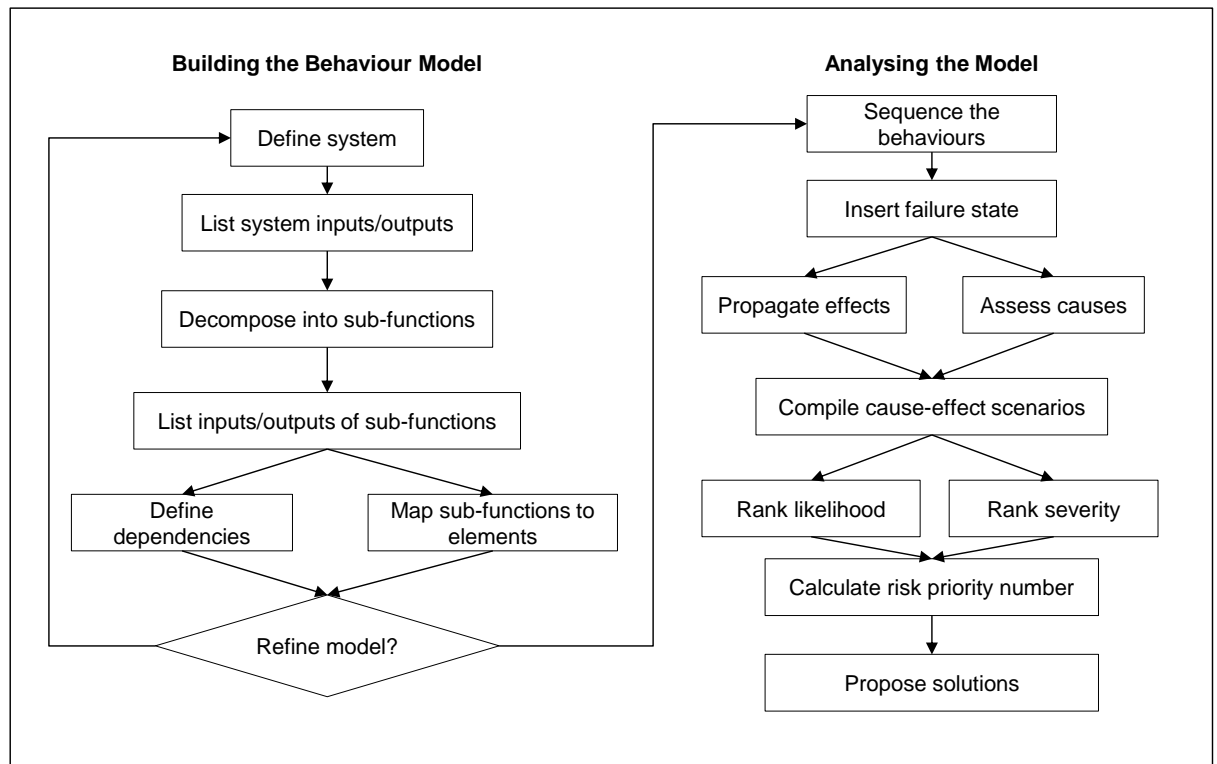 Building the Behaviour Model
Define system
List system inputs/outputs
Decompose into sub-functions
List inputs/outputs of sub-functions
Define
dependencies
Map sub-functions to
elements
Refine model?
Analysing the Model
Sequence the
behaviours
Insert failure state
Propagate effects
Assess causes
Compile cause-effect scenarios
Rank likelihood
Rank severity
Calculate risk priority number
Propose solutions